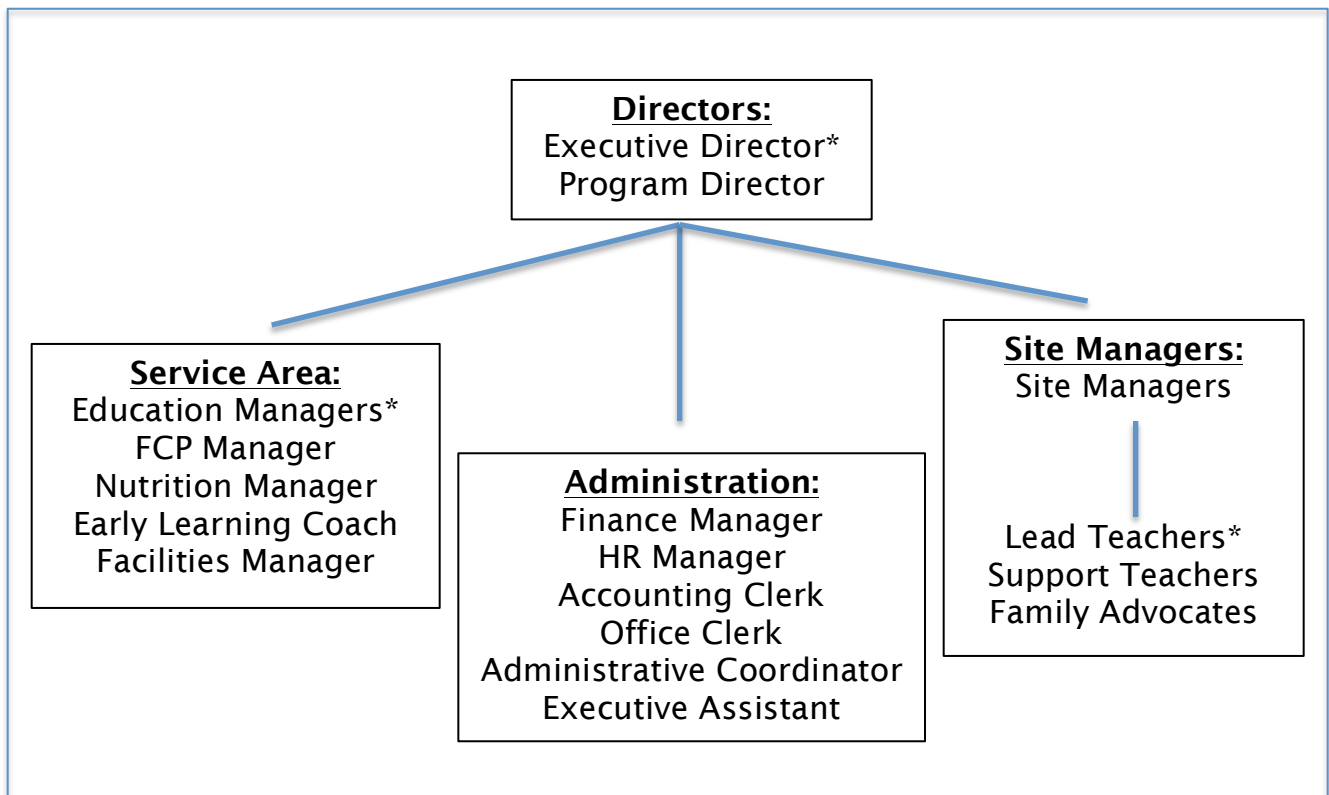 Directors:
Executive Director*
Program Director
Service Area:
Education Managers*
FCP Manager
Nutrition Manager
Early Learning Coach
Facilities Manager
Administration:
Finance Manager
HR Manager
Accounting Clerk
Office Clerk
Administrative Coordinator
Executive Assistant
Site Managers:
Site Managers
Lead Teachers*
Support Teachers
Family Advocates